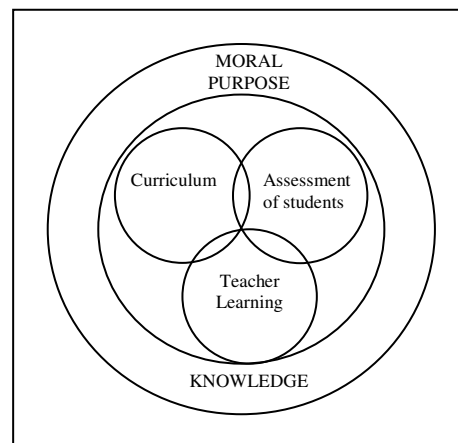 MORAL
PURPOSE
Curriculum
Assessment
of students
Teacher
Learning
KNOWLEDGE